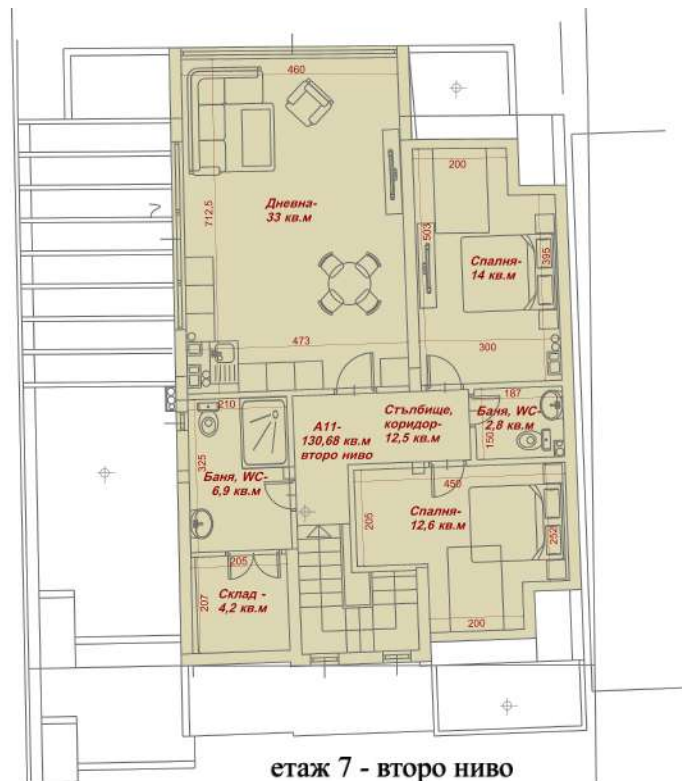 460
200
712,5
Дневна-
33 кв.м
503
Спалня-
14 кв.м
395
473
300
210
А11-
130,68 кв.м
второ ниво
Стълбище,
коридор-
12,5 кв.м
187
Баня, WC-
2,8 кв.м
150
325
Баня, WC-
6,9 кв.м
450
205
Спалня-
12,6 кв.м
252
205
207
Склад -
4,2 кв.м
200
етаж 7 - второ ниво